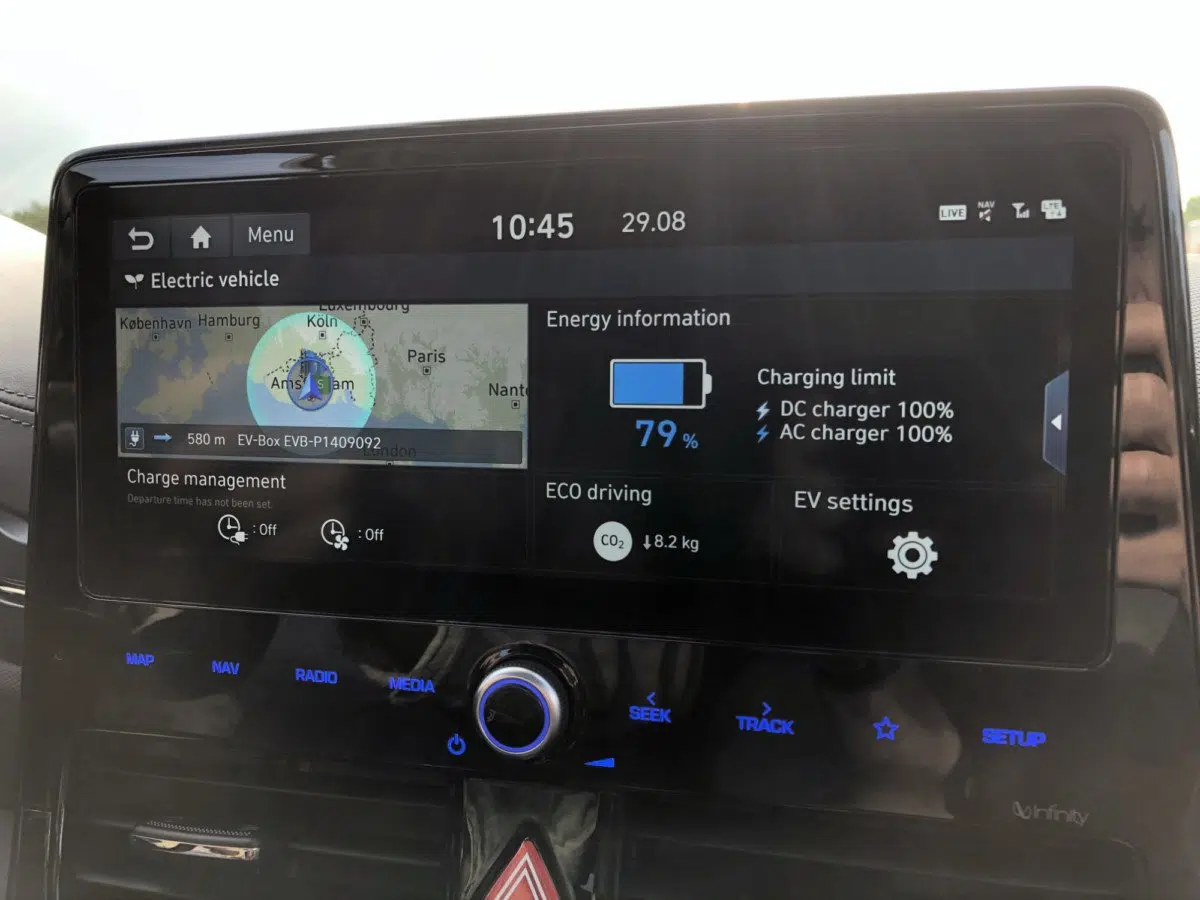 Menu
10:45
29.08
LIVE
NAV
LTE
Electric vehicle
København
Hamburg
Luxembourg
Köln
Paris
Nant
London
580 m
EV-Box EVB-P1409092
Energy information
79 %
Charging limit
DC charger 100%
AC charger 100%
Charge management
Departure time has not been set.
: Off
: Off
ECO driving
CO₂
↓8.2 kg
EV settings
MAP
NAV
RADIO
MEDIA
< SEEK
> TRACK
SETUP
Infinity